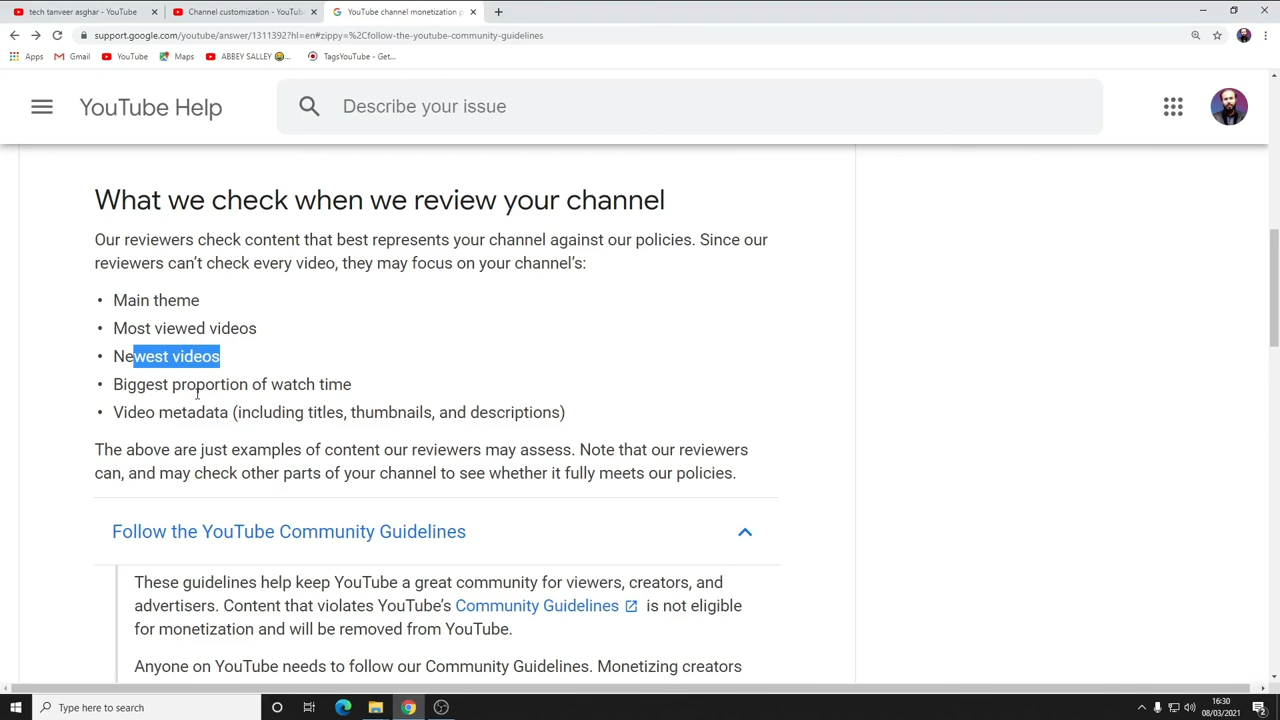 tech tanveer asghar - YouTube
Channel customization - YouTub
YouTube channel monetization p
support.google.com/youtube/answer/1311392?hl=en#zippy=%2Cfollow-the-youtube-community-guidelines
Apps Gmail YouTube Maps ABBEY SALLEY 😂... TagsYouTube - Get...
YouTube Help
Describe your issue
What we check when we review your channel
Our reviewers check content that best represents your channel against our policies. Since our
reviewers can’t check every video, they may focus on your channel’s:
• Main theme
• Most viewed videos
• Newest videos
• Biggest proportion of watch time
• Video metadata (including titles, thumbnails, and descriptions)
The above are just examples of content our reviewers may assess. Note that our reviewers
can, and may check other parts of your channel to see whether it fully meets our policies.
Follow the YouTube Community Guidelines
These guidelines help keep YouTube a great community for viewers, creators, and
advertisers. Content that violates YouTube’s Community Guidelines is not eligible
for monetization and will be removed from YouTube.
Anyone on YouTube needs to follow our Community Guidelines. Monetizing creators
Type here to search
16:30
08/03/2021
2